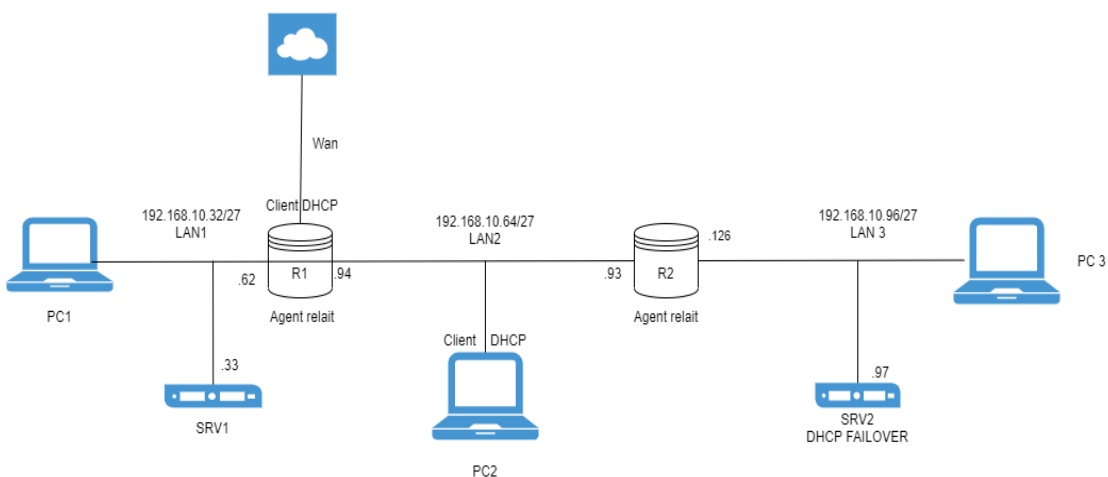 Wan
Client DHCP
192.168.10.32/27
LAN1
192.168.10.64/27
LAN2
192.168.10.96/27
LAN 3
.126
.62
R1
.94
.93
R2
PC 3
PC1
Agent relait
Agent relait
Client DHCP
.33
.97
SRV1
SRV2
DHCP FAILOVER
PC2